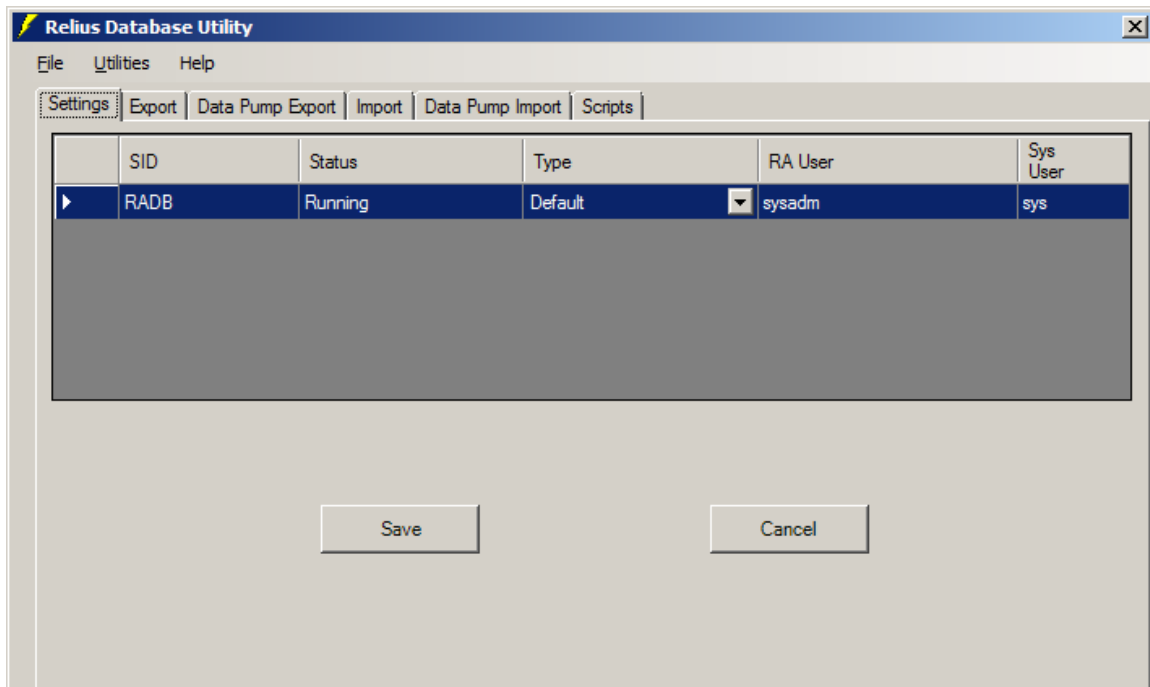 Relius Database Utility
File Utilities Help
Settings Export Data Pump Export Import Data Pump Import Scripts
SID Status Type RA User Sys User
RADB Running Default sysadm sys
Save Cancel